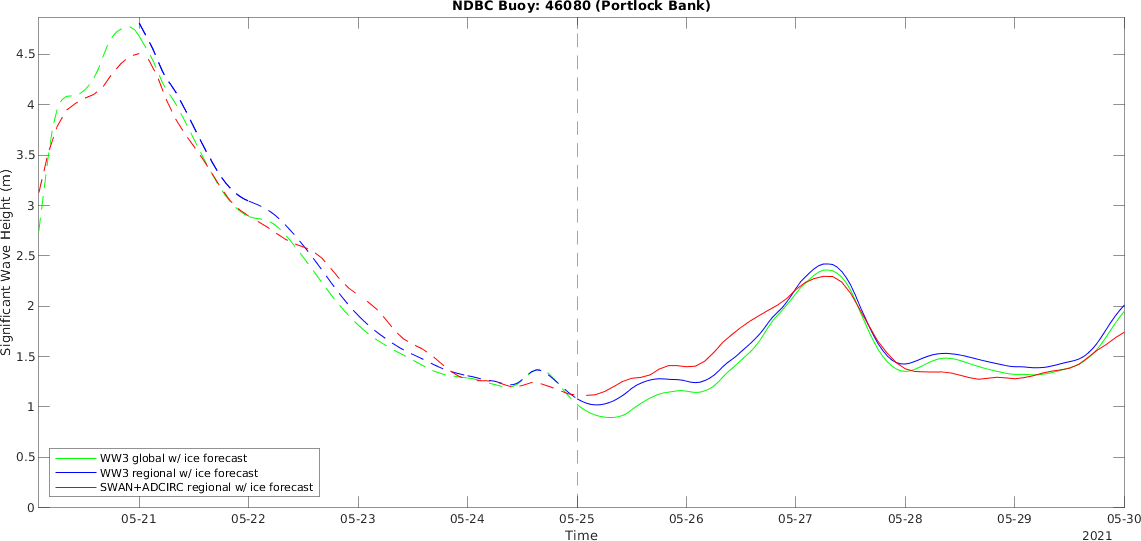 NDBC Buoy: 46080 (Portlock Bank)
Significant Wave Height (m)
4.5
4
3.5
3
2.5
2
1.5
1
0.5
0
WW3 global w/ ice forecast
WW3 regional w/ ice forecast
SWAN+ADCIRC regional w/ ice forecast
05-21 05-22 05-23 05-24 05-25 05-26 05-27 05-28 05-29 05-30
Time
2021